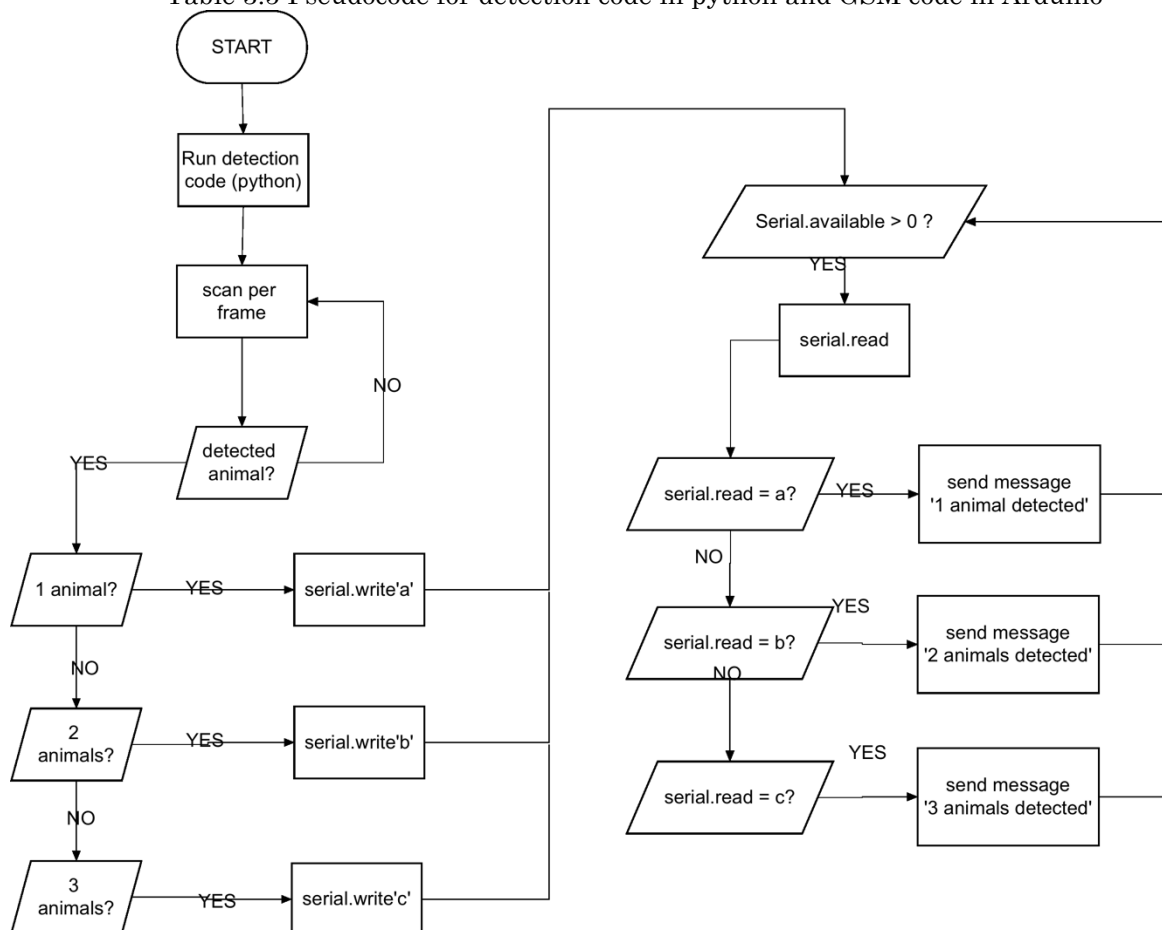 Table 3.3 Pseudocode for detection code in python and GSM code in Arduino
START
Run detection
code (python)
scan per
frame
NO
detected
animal?
YES
1 animal?
YES
serial.write'a'
NO
2
animals?
YES
serial.write'b'
NO
3
animals?
YES
serial.write'c'
Serial.available > 0 ?
YES
serial.read
serial.read = a?
YES
send message
'1 animal detected'
NO
serial.read = b?
YES
send message
'2 animals detected'
NO
serial.read = c?
YES
send message
'3 animals detected'